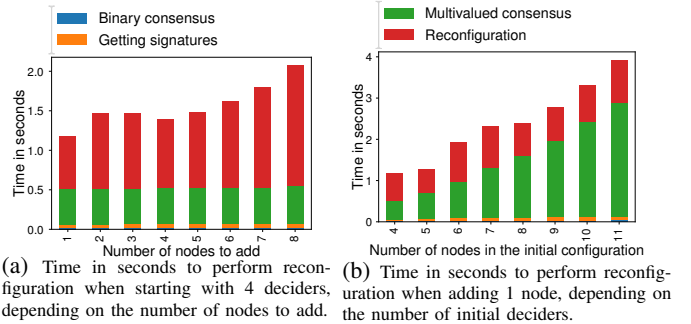 Binary consensus
Getting signatures
Multivalued consensus
Reconfiguration
Time in seconds
2.0
1.5
1.0
0.5
0.0
1 2 3 4 5 6 7 8
Number of nodes to add
Time in seconds
4
3
2
1
0
4 5 6 7 8 9 10 11
Number of nodes in the initial configuration
(a) Time in seconds to perform recon-
figuration when starting with 4 deciders,
depending on the number of nodes to add.
(b) Time in seconds to perform reconfig-
uration when adding 1 node, depending on
the number of initial deciders.